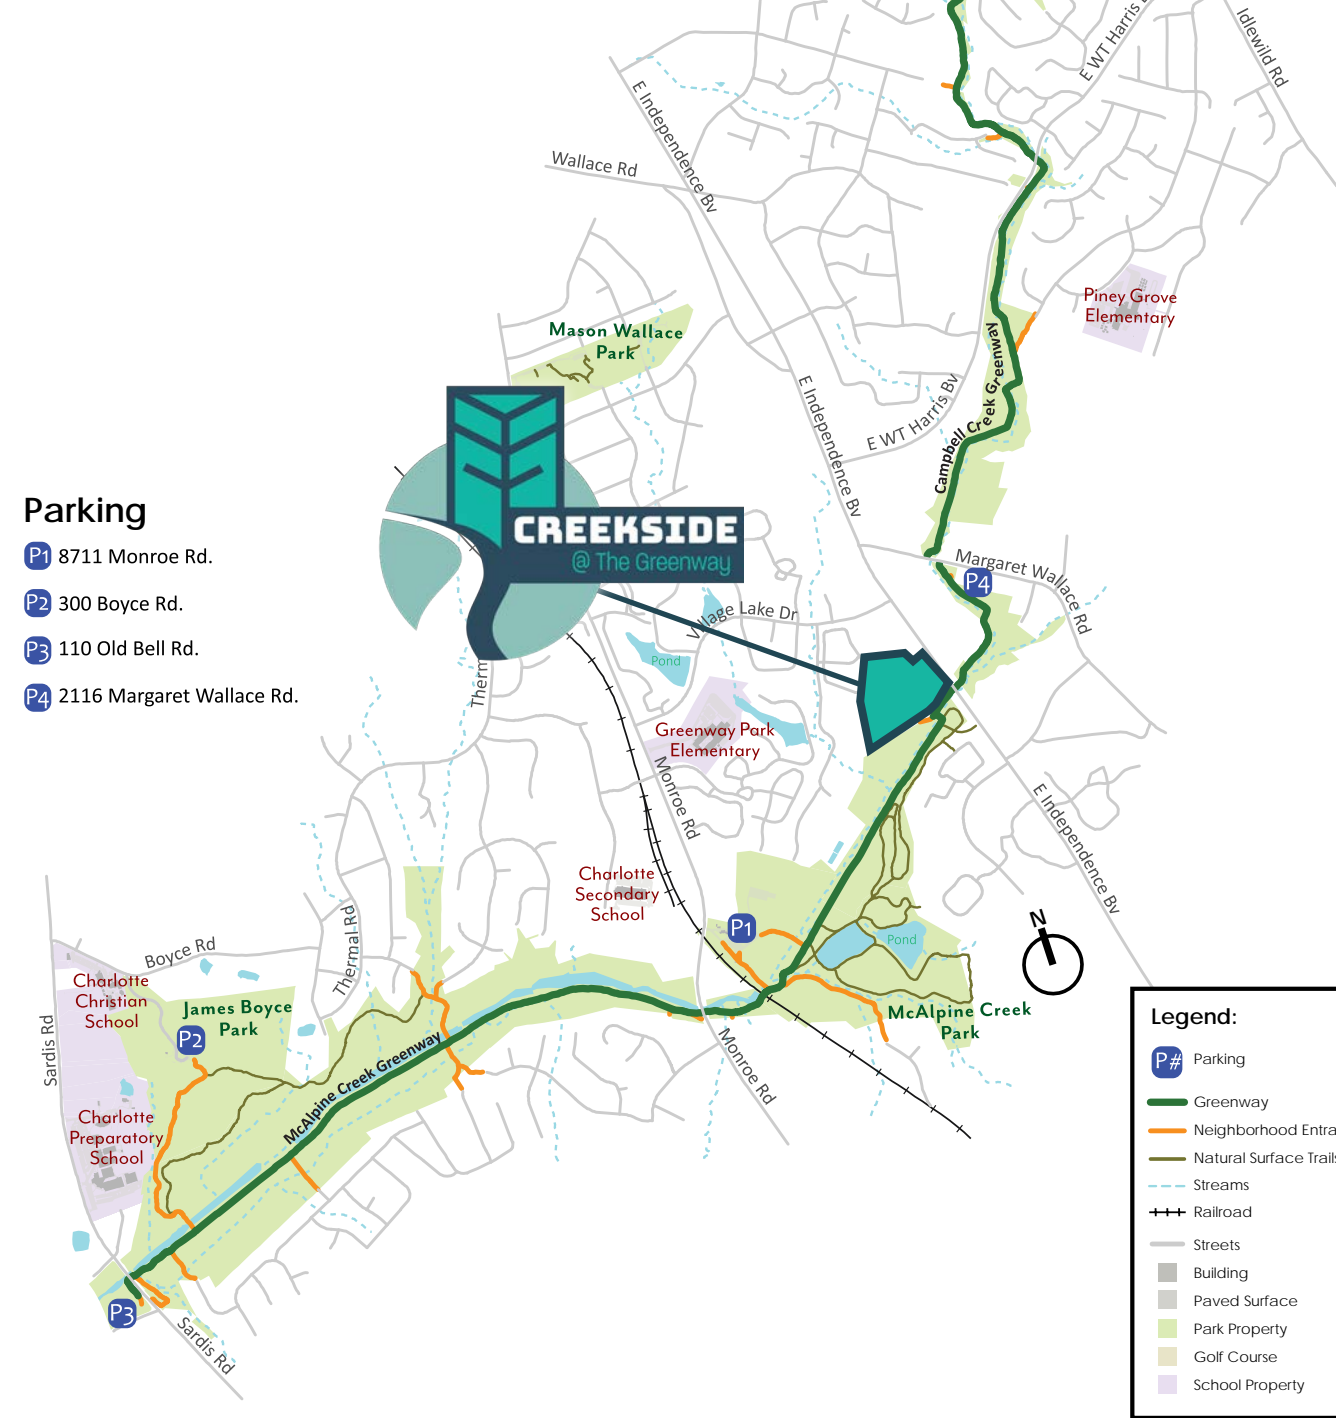 E WT Harris B
Idlewild Rd
E Independence Bv
Wallace Rd
Piney Grove
Elementary
Mason Wallace
Park
Campbell Creek Greenway
E Independence Bv
E WT Harris Bv
Parking
P1 8711 Monroe Rd.
P2 300 Boyce Rd.
P3 110 Old Bell Rd.
P4 2116 Margaret Wallace Rd.
CREEKSIDE
@ The Greenway
Margaret Wallace Rd
P4
Village Lake Dr
Pond
Therm
Greenway Park
Elementary
Monroe Rd
E Independence Bv
Charlotte
Secondary
School
P1
Pond
N
Thermal Rd
Boyce Rd
Charlotte
Christian
School
James Boyce
Park
P2
McAlpine Creek
Park
Sardis Rd
McAlpine Creek Greenway
Monroe Rd
Charlotte
Preparatory
School
P3
Sardis Rd
Legend:
P# Parking
Greenway
Neighborhood Entra
Natural Surface Trails
Streams
Railroad
Streets
Building
Paved Surface
Park Property
Golf Course
School Property